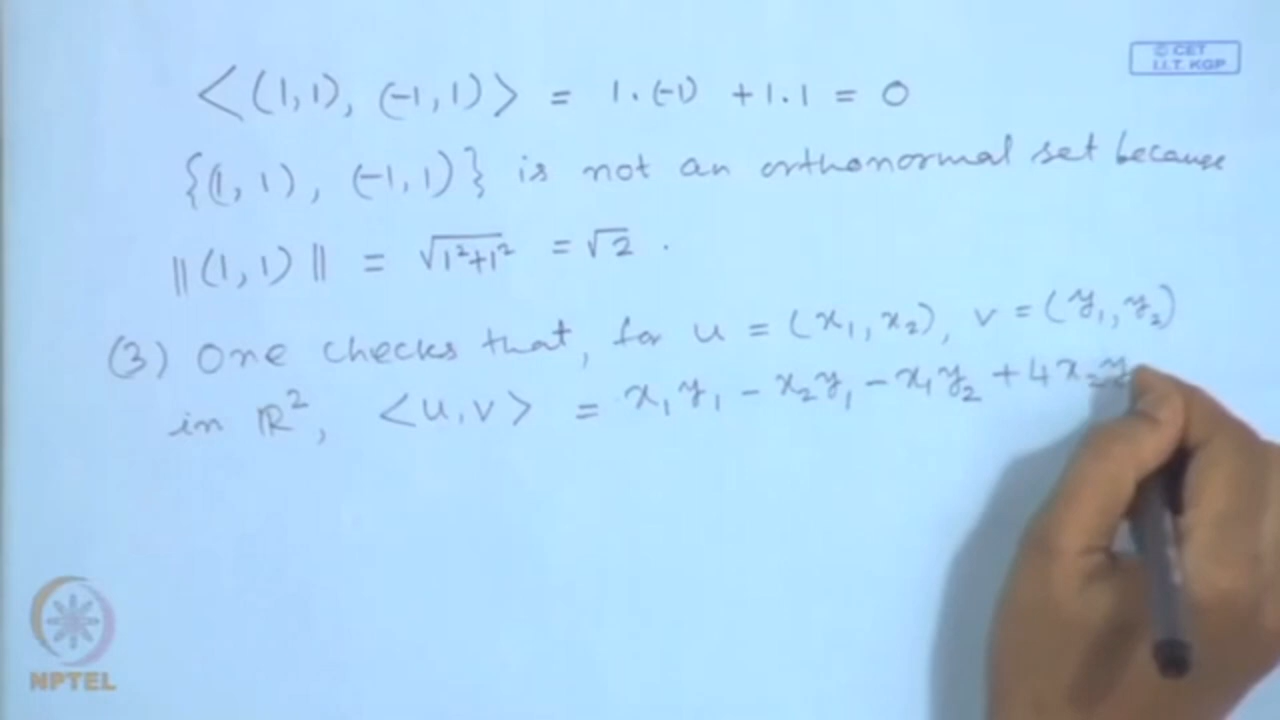 © CET
I.I.T. KGP
<(1,1), (-1,1)> = 1.(-1) + 1.1 = 0
{(1,1), (-1,1)} is not an orthonormal set because
||(1,1)|| = √1²+1² = √2 .
(3) One checks that, for u = (x₁, x₂), v = (y₁, y₂)
in ℝ², <u,v> = x₁y₁ - x₂y₁ - x₁y₂ + 4x₂y
NPTEL